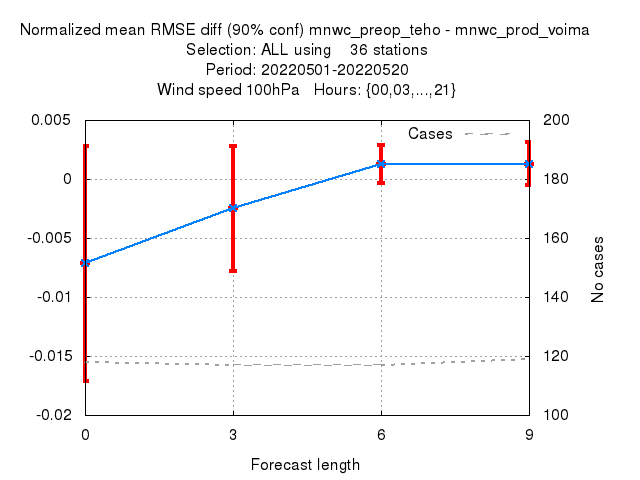 Normalized mean RMSE diff (90% conf) mnwc_preop_teho - mnwc_prod_voima
Selection: ALL using    36 stations
Period: 20220501-20220520
Wind speed 100hPa   Hours: {00,03,...,21}
0.005
0
-0.005
-0.01
-0.015
-0.02
Cases
200
180
160
140
120
100
No cases
0 3 6 9
Forecast length